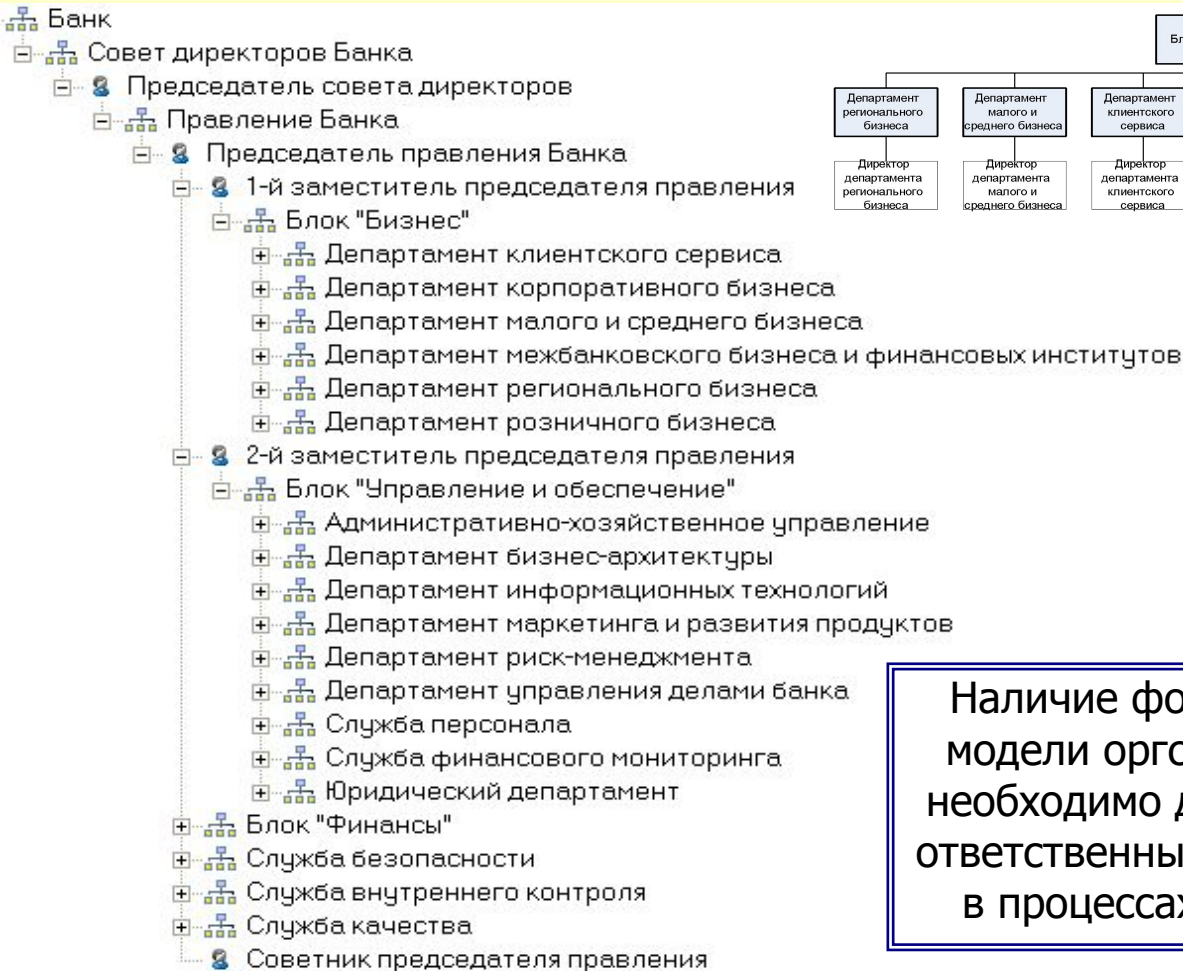 Банк
Совет директоров Банка
Председатель совета директоров
Правление Банка
Председатель правления Банка
1-й заместитель председателя правления
Блок "Бизнес"
Департамент клиентского сервиса
Департамент корпоративного бизнеса
Департамент малого и среднего бизнеса
Департамент межбанковского бизнеса и финансовых институтов
Департамент регионального бизнеса
Департамент розничного бизнеса
2-й заместитель председателя правления
Блок "Управление и обеспечение"
Административно-хозяйственное управление
Департамент бизнес-архитектуры
Департамент информационных технологий
Департамент маркетинга и развития продуктов
Департамент риск-менеджмента
Департамент управления делами банка
Служба персонала
Служба финансового мониторинга
Юридический департамент
Блок "Финансы"
Служба безопасности
Служба внутреннего контроля
Служба качества
Советник председателя правления
Департамент
регионального
бизнеса
Департамент
малого и
среднего бизнеса
Департамент
клиентского
сервиса
Директор
департамента
регионального
бизнеса
Директор
департамента
малого и
среднего бизнеса
Директор
департамента
клиентского
сервиса
Наличие
модели
необходимо
в